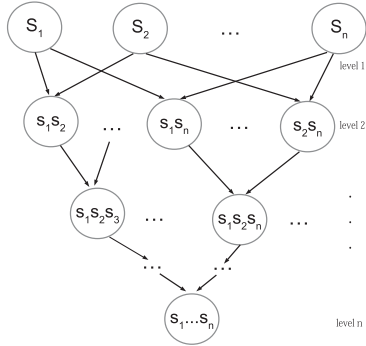 S₁ S₂ ... Sₙ
level 1
s₁s₂ ... s₁sₙ ... s₂sₙ level 2
s₁s₂s₃ ... s₁s₂sₙ ...
... ...
s₁...sₙ level n